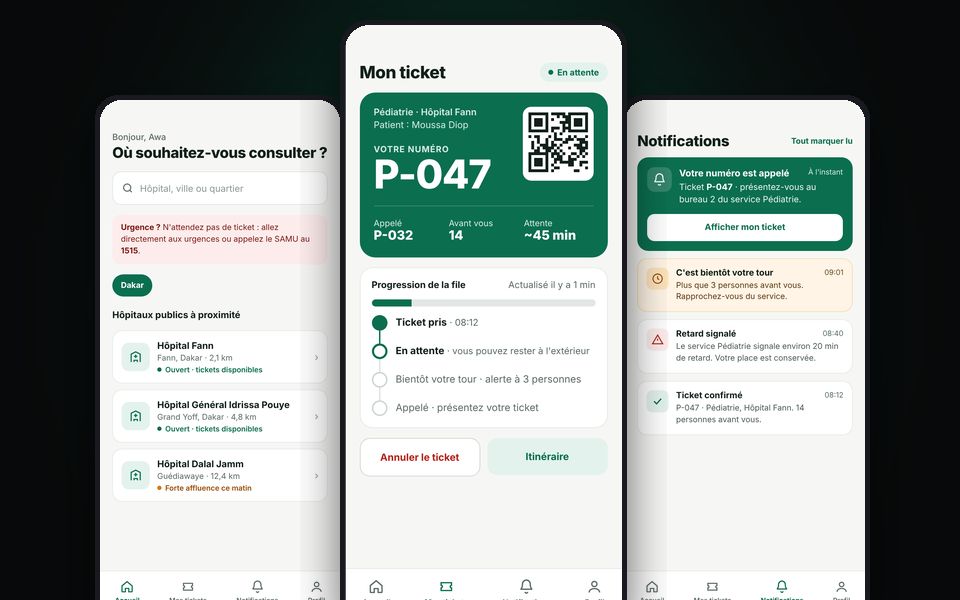 Bonjour, Awa
Où souhaitez-vous consulter ?
Hôpital, ville ou quartier
Urgence ? N'attendez pas de ticket : allez
directement aux urgences ou appelez le SAMU au
1515.
Dakar
Hôpitaux publics à proximité
Hôpital Fann
Fann, Dakar · 2,1 km
Ouvert · tickets disponibles
Hôpital Général Idrissa Pouye
Grand Yoff, Dakar · 4,8 km
Ouvert · tickets disponibles
Hôpital Dalal Jamm
Guédiawaye · 12,4 km
Forte affluence ce matin
Mon ticket
En attente
Pédiatrie · Hôpital Fann
Patient : Moussa Diop
VOTRE NUMÉRO
P-047
Appelé
P-032
Avant vous
14
Attente
~45 min
Progression de la file
Actualisé il y a 1 min
Ticket pris · 08:12
En attente · vous pouvez rester à l'extérieur
Bientôt votre tour · alerte à 3 personnes
Appelé · présentez votre ticket
Annuler le ticket
Itinéraire
Notifications
Tout marquer lu
Votre numéro est appelé
À l'instant
Ticket P-047 · présentez-vous au
bureau 2 du service Pédiatrie.
Afficher mon ticket
C'est bientôt votre tour
09:01
Plus que 3 personnes avant vous.
Rapprochez-vous du service.
Retard signalé
08:40
Le service Pédiatrie signale environ 20 min
de retard. Votre place est conservée.
Ticket confirmé
08:12
P-047 · Pédiatrie, Hôpital Fann. 14
personnes avant vous.